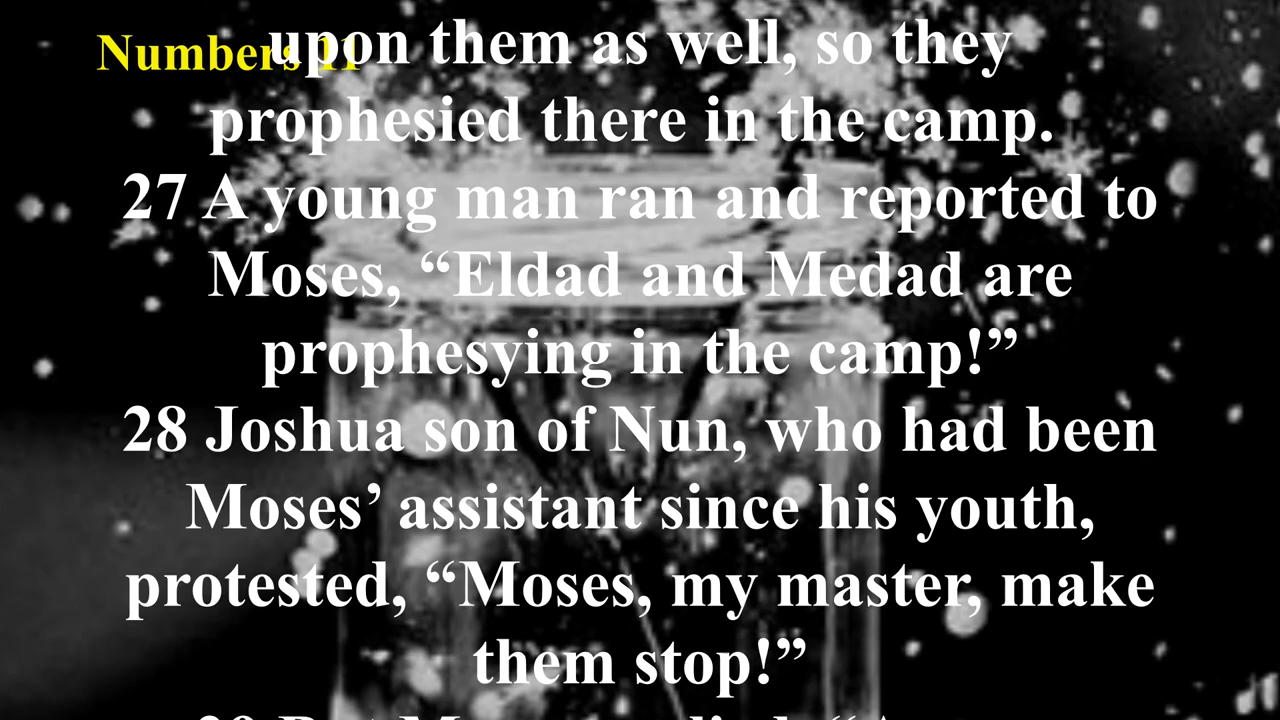 Numbers 11
upon them as well, so they
prophesied there in the camp.
27 A young man ran and reported to
Moses, “Eldad and Medad are
prophesying in the camp!”
28 Joshua son of Nun, who had been
Moses’ assistant since his youth,
protested, “Moses, my master, make
them stop!”